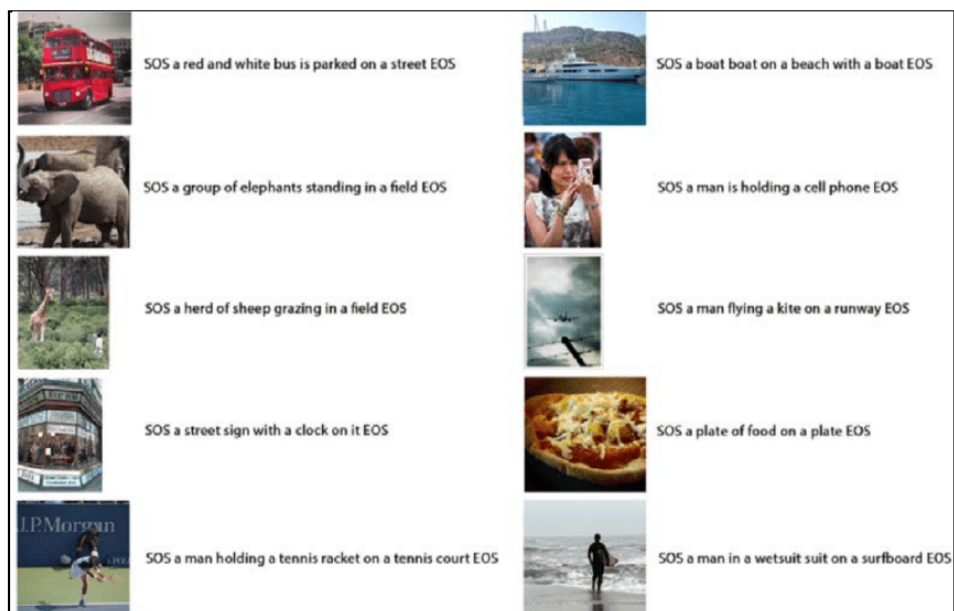 SOS a red and white bus is parked on a street EOS
SOS a boat boat on a beach with a boat EOS
SOS a group of elephants standing in a field EOS
SOS a man is holding a cell phone EOS
SOS a herd of sheep grazing in a field EOS
SOS a man flying a kite on a runway EOS
SOS a street sign with a clock on it EOS
SOS a plate of food on a plate EOS
J.P.Morgan
SOS a man holding a tennis racket on a tennis court EOS
SOS a man in a wetsuit suit on a surfboard EOS